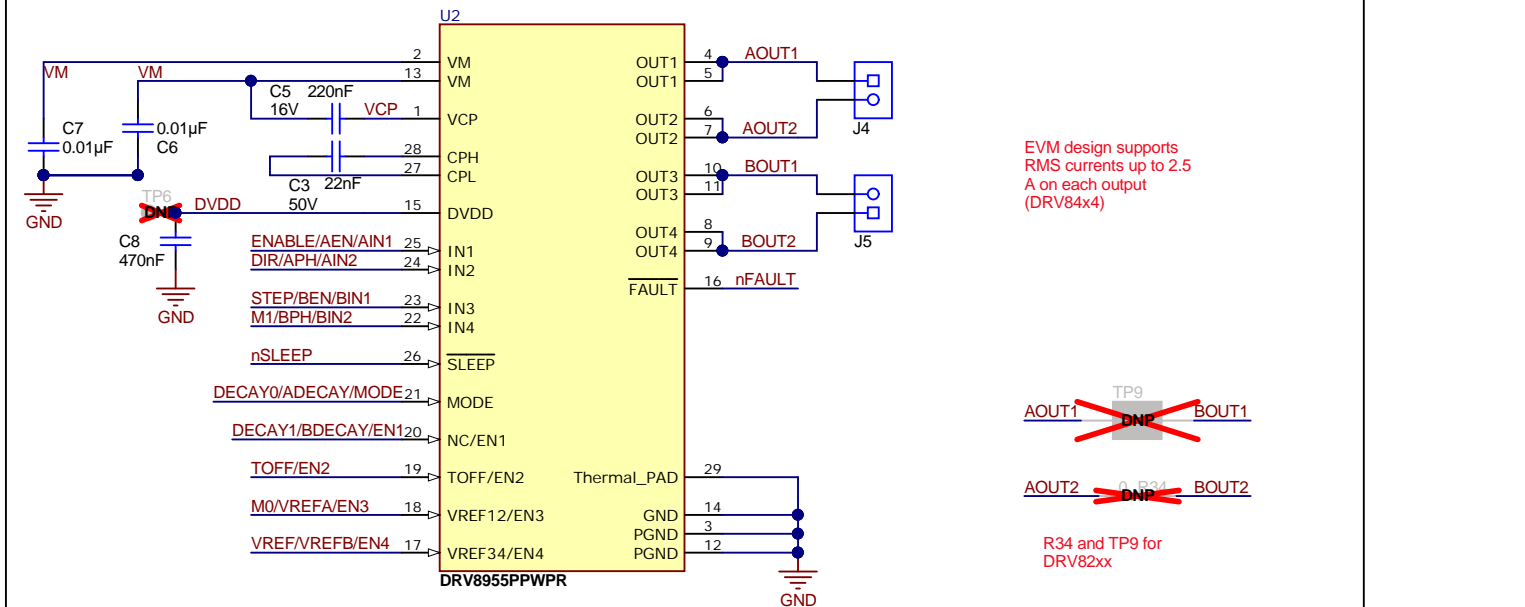 U2
VM
VM
2
VM
13
VM
C5
220nF
16V
VCP
1
VCP
C7
0.01µF
0.01µF
C6
28
CPH
27
CPL
C3
22nF
50V
GND
TP6
DNP
DVDD
15
DVDD
C8
470nF
GND
ENABLE/AEN/AIN1
25
IN1
DIR/APH/AIN2
24
IN2
STEP/BEN/BIN1
23
IN3
M1/BPH/BIN2
22
IN4
nSLEEP
26
SLEEP
DECAY0/ADECAY/MODE
21
MODE
DECAY1/BDECAY/EN1
20
NC/EN1
TOFF/EN2
19
TOFF/EN2
M0/VREFA/EN3
18
VREF12/EN3
VREF/VREFB/EN4
17
VREF34/EN4
OUT1
4
AOUT1
OUT1
5
OUT2
6
OUT2
7
AOUT2
J4
OUT3
10
BOUT1
OUT3
11
OUT4
8
OUT4
9
BOUT2
J5
FAULT
16
nFAULT
Thermal_PAD
29
GND
14
PGND
3
PGND
12
GND
DRV8955PPWPR
EVM design supports
RMS currents up to 2.5
A on each output
(DRV84x4)
TP9
AOUT1
DNP
BOUT1
0
R34
AOUT2
DNP
BOUT2
R34 and TP9 for
DRV82xx